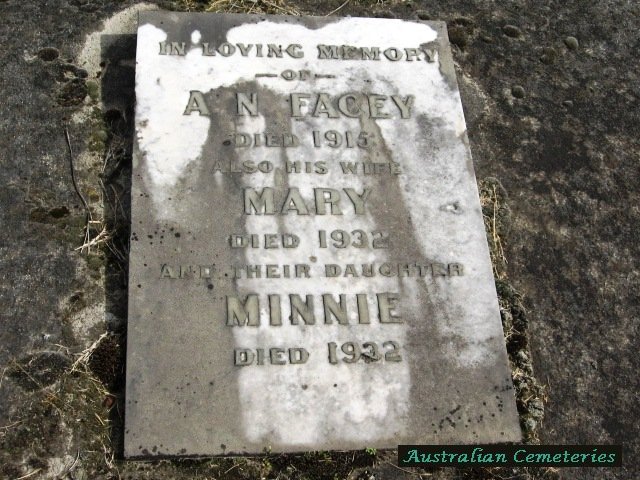 IN LOVING MEMORY
— OF —
A N FACEY
DIED 1915
ALSO HIS WIFE
MARY
DIED 1932
AND THEIR DAUGHTER
MINNIE
DIED 1932
Australian Cemeteries